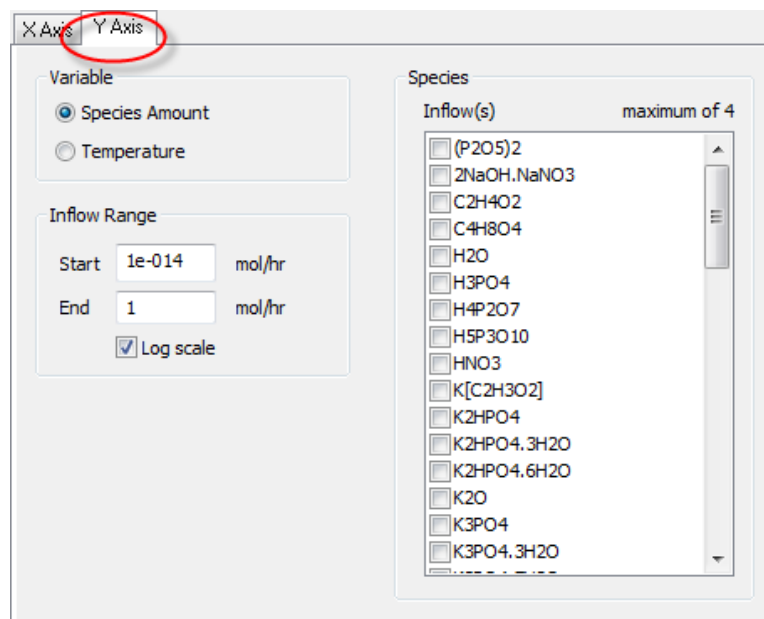 X Axis Y Axis
Variable
Species Amount
Temperature
Inflow Range
Start 1e-014 mol/hr
End 1 mol/hr
Log scale
Species
Inflow(s) maximum of 4
(P2O5)2
2NaOH.NaNO3
C2H4O2
C4H8O4
H2O
H3PO4
H4P2O7
H5P3O10
HNO3
K[C2H3O2]
K2HPO4
K2HPO4.3H2O
K2HPO4.6H2O
K2O
K3PO4
K3PO4.3H2O